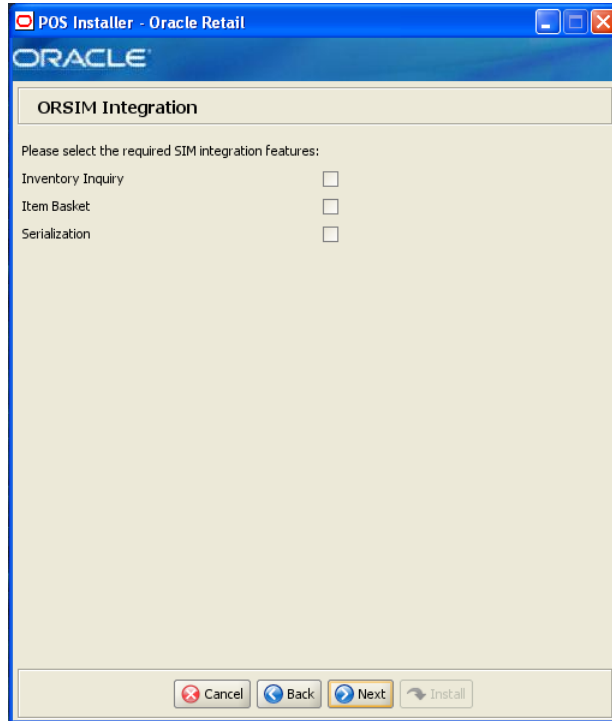 POS Installer - Oracle Retail
ORACLE
ORSIM Integration
Please select the required SIM integration features:
Inventory Inquiry
Item Basket
Serialization
Cancel
Back
Next
Install